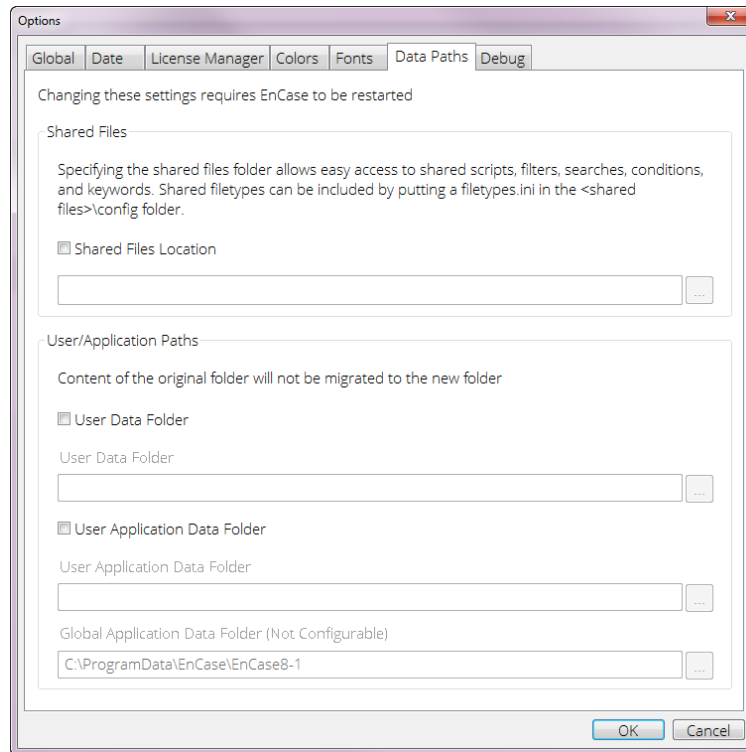 Options
x
Global Date License Manager Colors Fonts Data Paths Debug
Changing these settings requires EnCase to be restarted
Shared Files
Specifying the shared files folder allows easy access to shared scripts, filters, searches, conditions,
and keywords. Shared filetypes can be included by putting a filetypes.ini in the <shared
files>\config folder.
Shared Files Location
...
User/Application Paths
Content of the original folder will not be migrated to the new folder
User Data Folder
User Data Folder
...
User Application Data Folder
User Application Data Folder
...
Global Application Data Folder (Not Configurable)
C:\ProgramData\EnCase\EnCase8-1 ...
OK Cancel